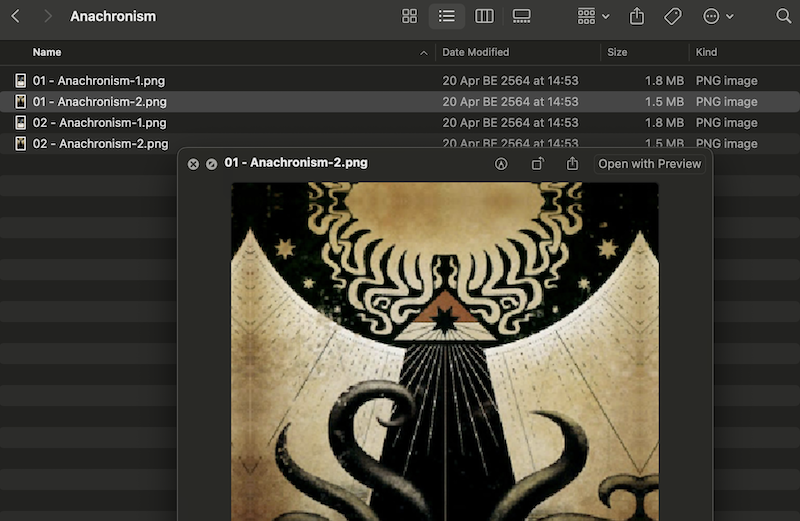 Anachronism
Name Date Modified Size Kind
01 - Anachronism-1.png 20 Apr BE 2564 at 14:53 1.8 MB PNG image
01 - Anachronism-2.png 20 Apr BE 2564 at 14:53 1.5 MB PNG image
02 - Anachronism-1.png 20 Apr BE 2564 at 14:53 1.8 MB PNG image
02 - Anachronism-2.png 20 Apr BE 2564 at 14:53 1.5 MB PNG image
01 - Anachronism-2.png Open with Preview